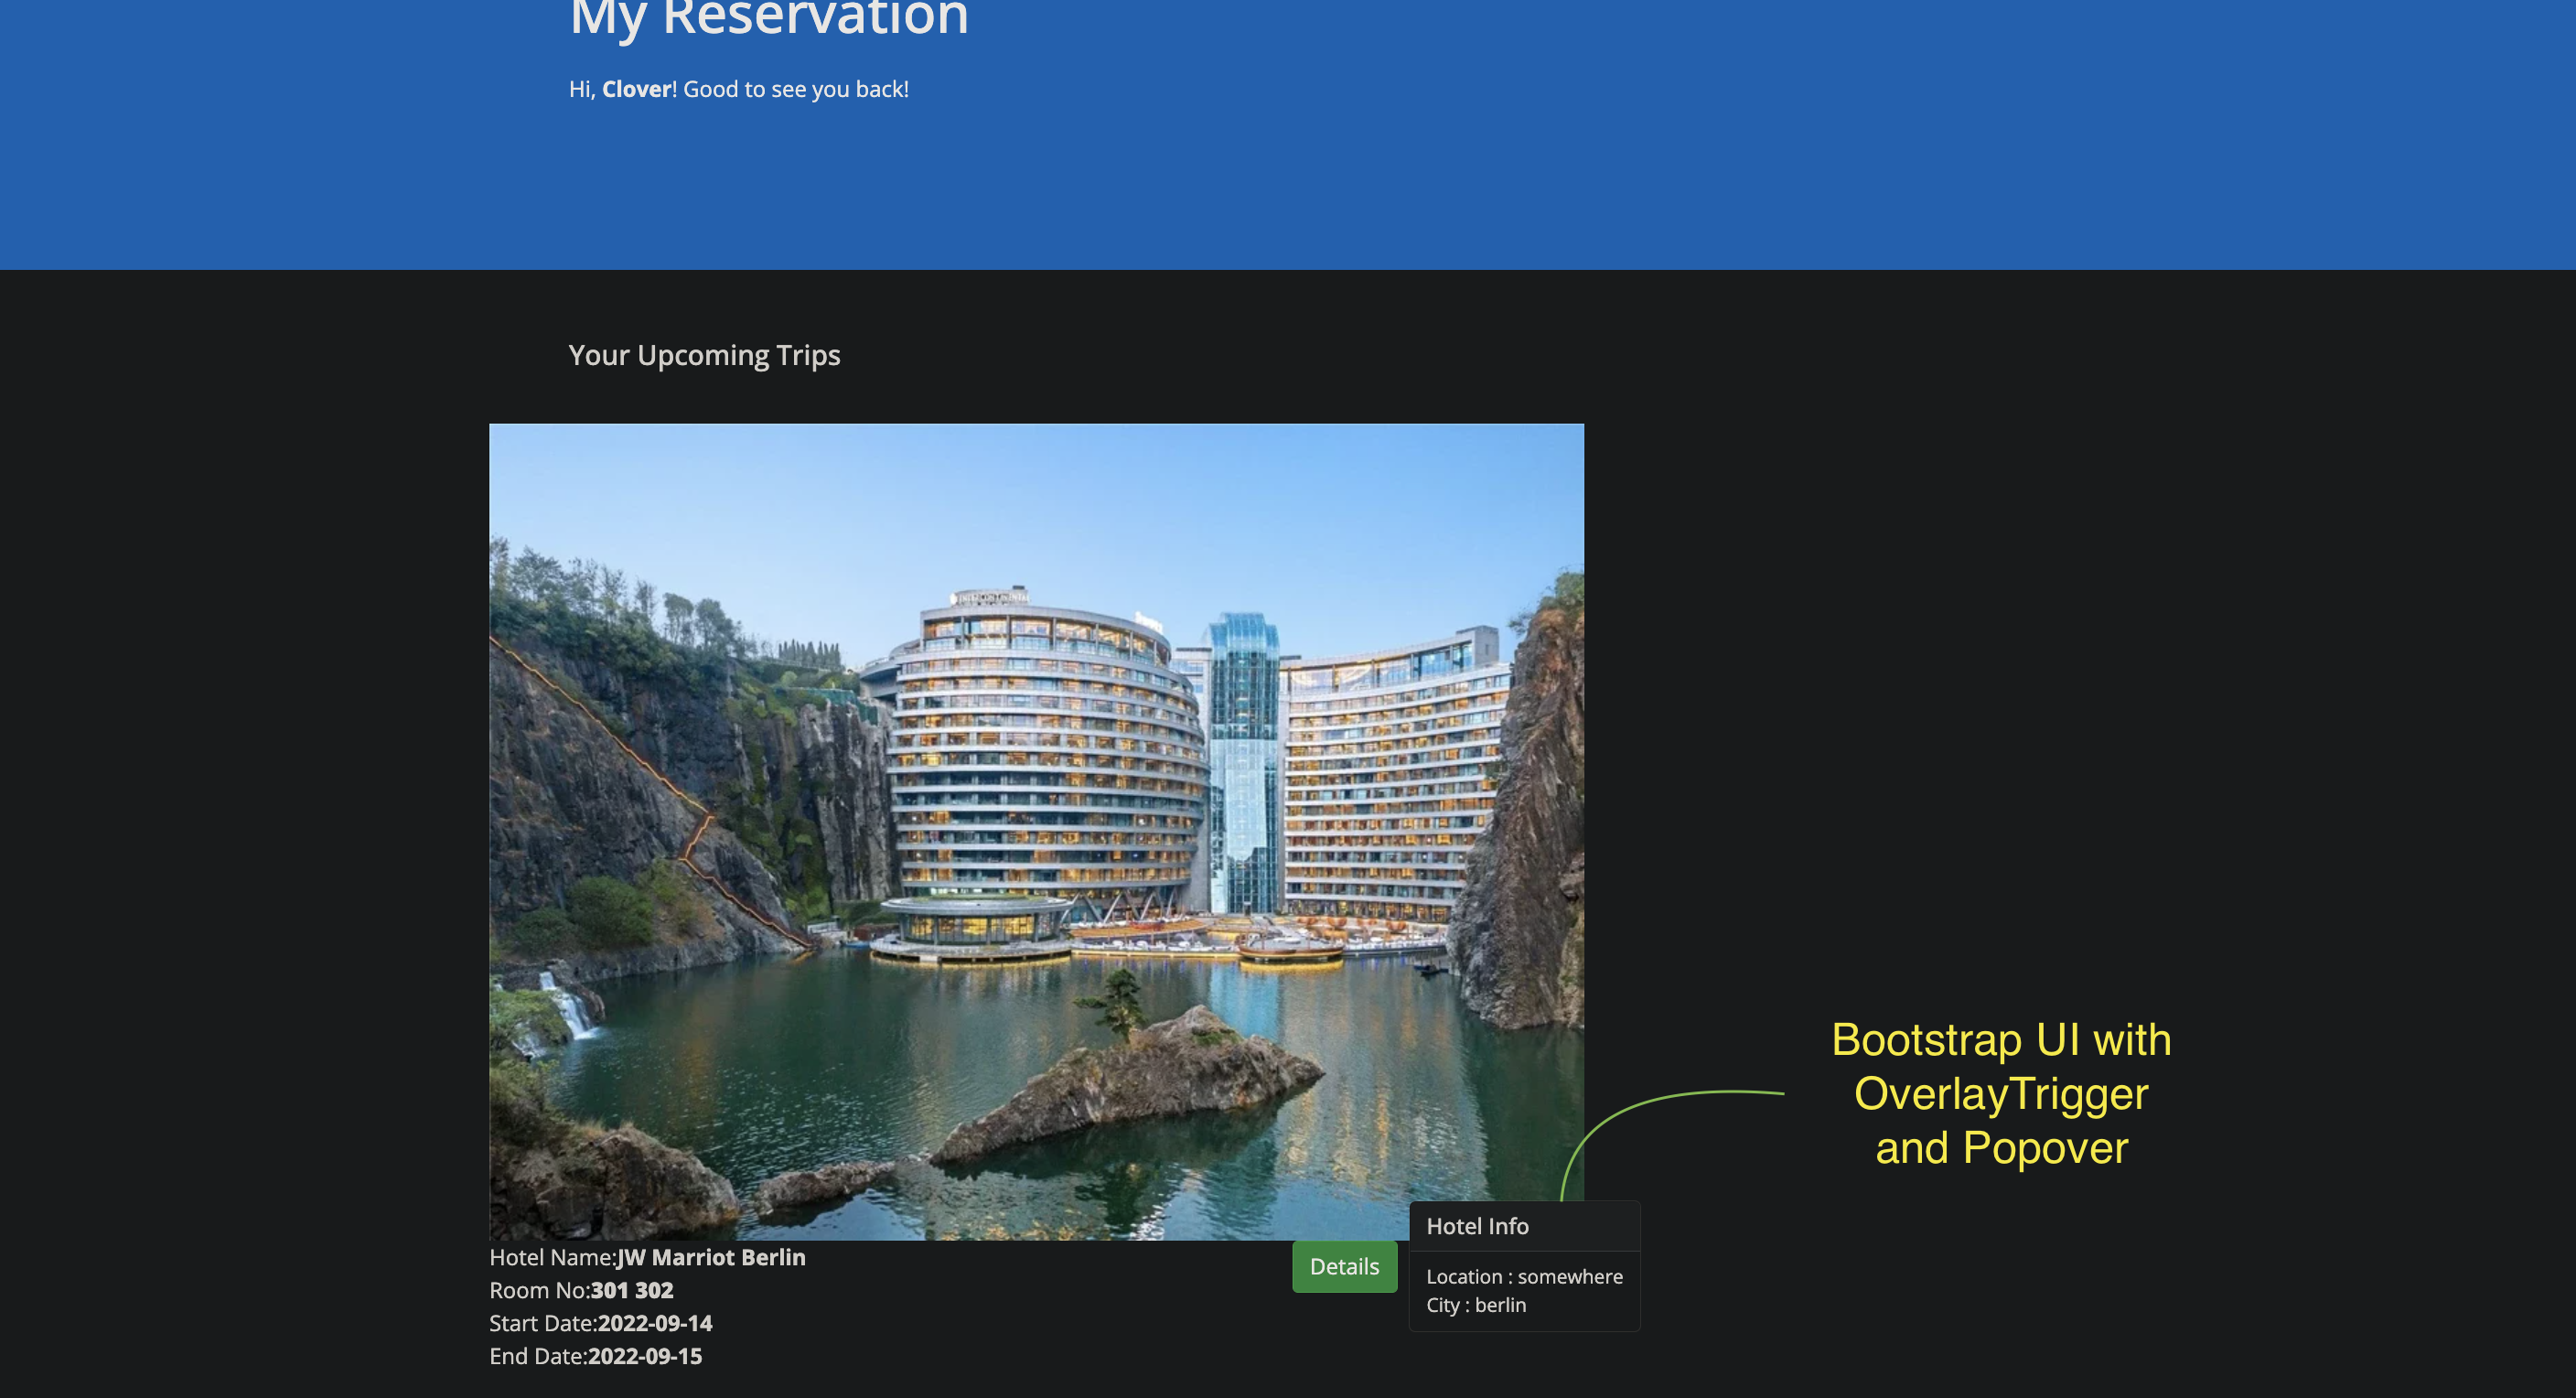 My Reservation
Hi, Clover! Good to see you back!
Your Upcoming Trips
Bootstrap UI with
OverlayTrigger
and Popover
Hotel Info
Details
Location : somewhere
City : berlin
Hotel Name:JW Marriot Berlin
Room No:301 302
Start Date:2022-09-14
End Date:2022-09-15